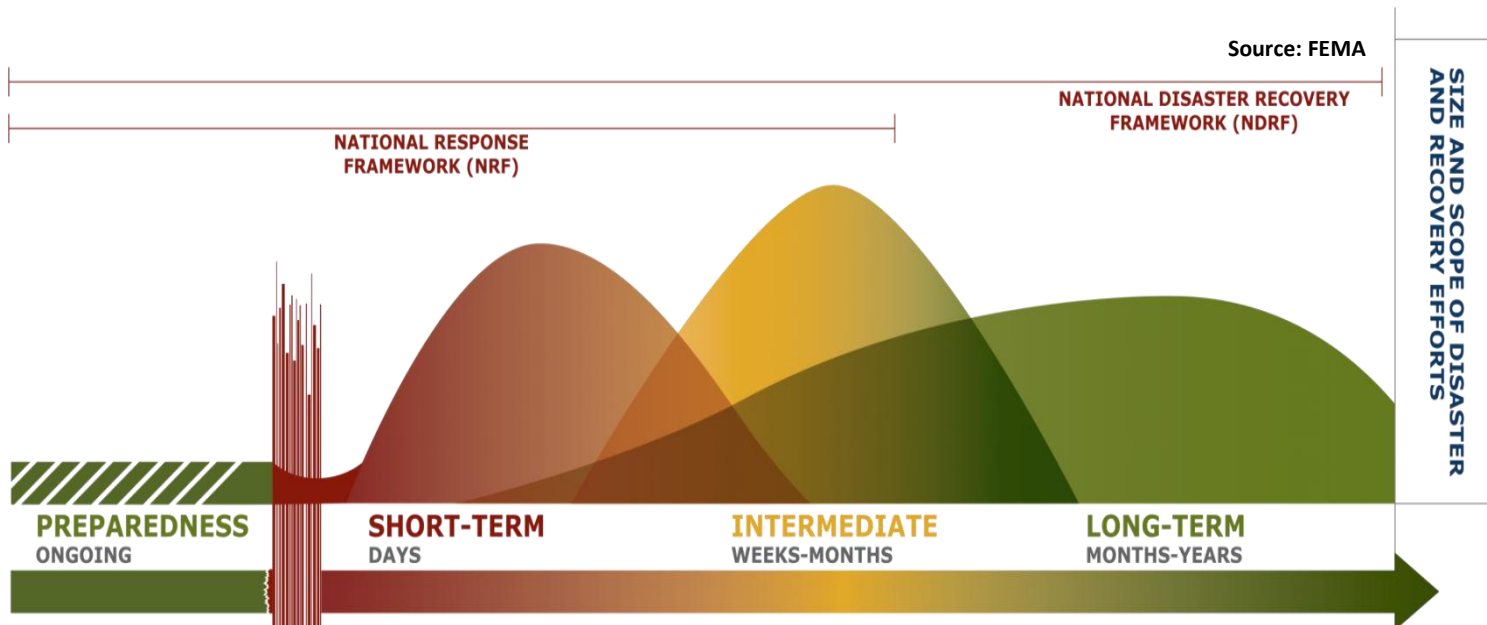 Source: FEMA
NATIONAL DISASTER RECOVERY
FRAMEWORK (NDRF)
NATIONAL RESPONSE
FRAMEWORK (NRF)
SIZE AND SCOPE OF DISASTER
AND RECOVERY EFFORTS
PREPAREDNESS
ONGOING
SHORT-TERM
DAYS
INTERMEDIATE
WEEKS-MONTHS
LONG-TERM
MONTHS-YEARS